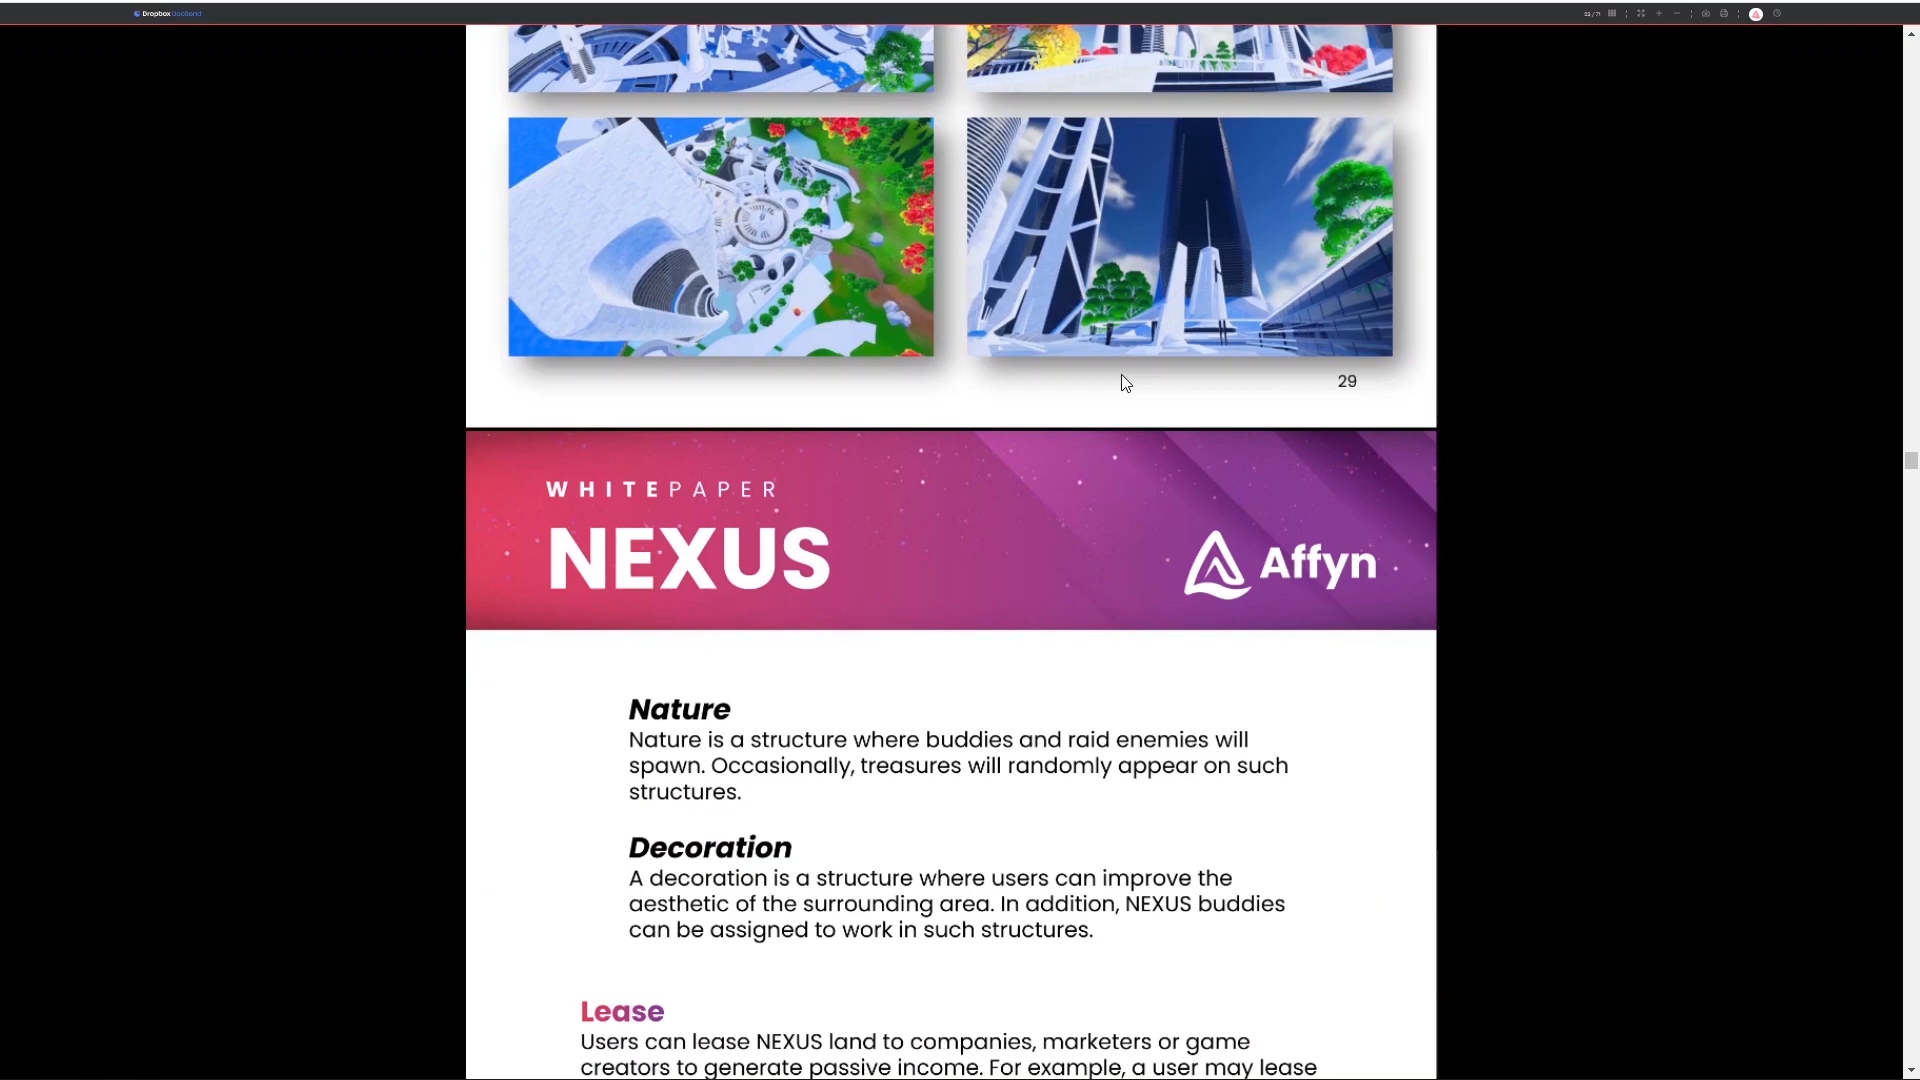 Dropbox DocSend
29
WHITEPAPER
NEXUS
Affyn
Nature
Nature is a structure where buddies and raid enemies will
spawn. Occasionally, treasures will randomly appear on such
structures.
Decoration
A decoration is a structure where users can improve the
aesthetic of the surrounding area. In addition, NEXUS buddies
can be assigned to work in such structures.
Lease
Users can lease NEXUS land to companies, marketers or game
creators to generate passive income. For example, a user may lease